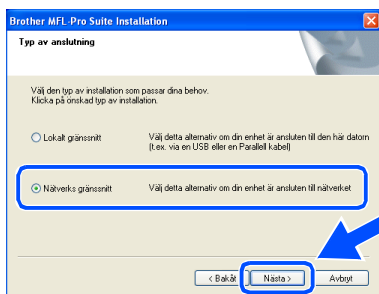 Brother MFL-Pro Suite Installation
Typ av anslutning
Välj den typ av installation som passar dina behov.
Klicka på önskad typ av installation.
Lokalt gränssnitt
Välj detta alternativ om din enhet är ansluten till den här datorn
(t.ex. via en USB eller en Parallell kabel)
Nätverks gränssnitt
Välj detta alternativ om din enhet är ansluten till nätverket
< Bakåt
Nästa >
Avbryt